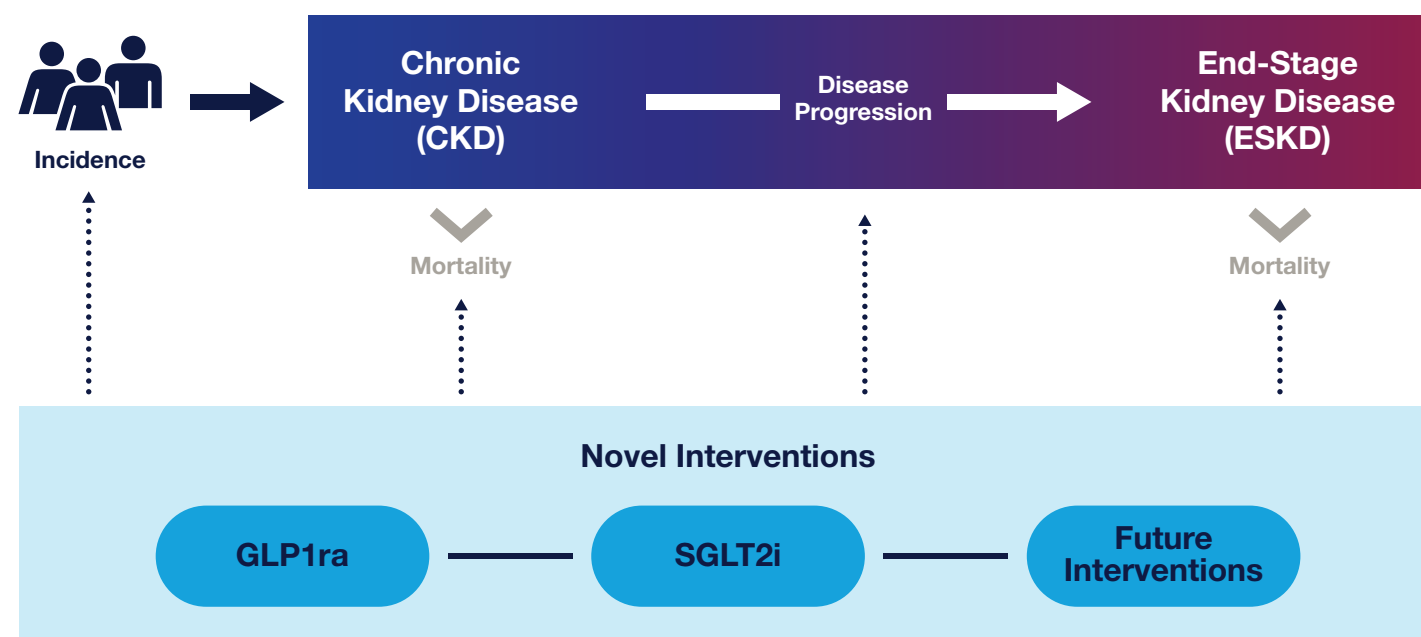 Incidence
Chronic
Kidney Disease
(CKD)
Disease
Progression
End-Stage
Kidney Disease
(ESKD)
Mortality
Mortality
Novel Interventions
GLP1ra
SGLT2i
Future
Interventions